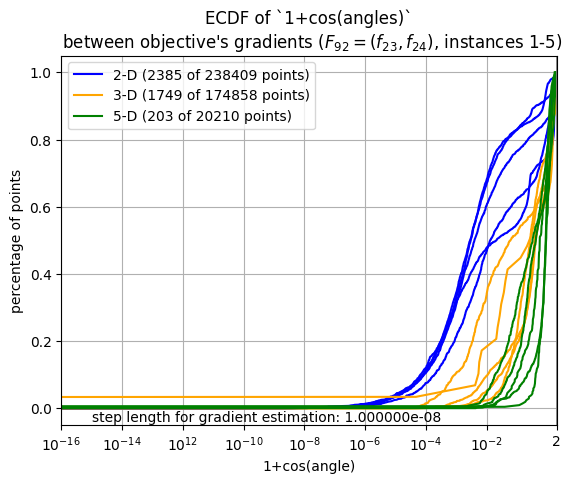 ECDF of `1+cos(angles)`
between objective's gradients (F₉₂ = (f₂₃, f₂₄), instances 1-5)
2-D (2385 of 238409 points)
3-D (1749 of 174858 points)
5-D (203 of 20210 points)
percentage of points
1.0
0.8
0.6
0.4
0.2
0.0
step length for gradient estimation: 1.000000e-08
10⁻¹⁶ 10⁻¹⁴ 10⁻¹² 10⁻¹⁰ 10⁻⁸ 10⁻⁶ 10⁻⁴ 10⁻² 2
1+cos(angle)